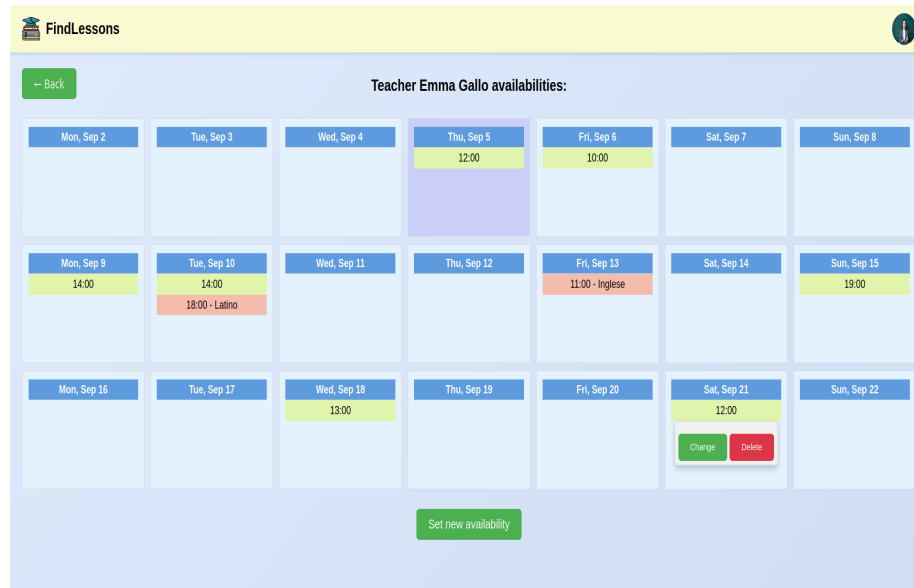 FindLessons
← Back
Teacher Emma Gallo availabilities:
Mon, Sep 2
Tue, Sep 3
Wed, Sep 4
Thu, Sep 5
12:00
Fri, Sep 6
10:00
Sat, Sep 7
Sun, Sep 8
Mon, Sep 9
14:00
Tue, Sep 10
14:00
18:00 - Latino
Wed, Sep 11
Thu, Sep 12
Fri, Sep 13
11:00 - Inglese
Sat, Sep 14
Sun, Sep 15
19:00
Mon, Sep 16
Tue, Sep 17
Wed, Sep 18
13:00
Thu, Sep 19
Fri, Sep 20
Sat, Sep 21
12:00
Change
Delete
Sun, Sep 22
Set new availability